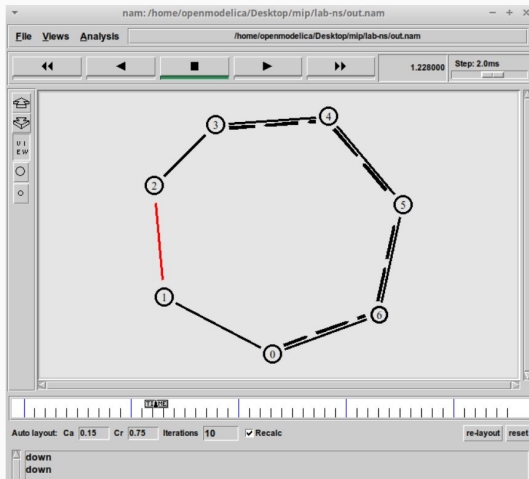 nam: /home/openmodelica/Desktop/mip/lab-ns/out.nam
File Views Analysis /home/openmodelica/Desktop/mip/lab-ns/out.nam
1.228000 Step: 2.0ms
VIEW
3
4
2
5
1
6
0
TIME
Auto layout: Ca 0.15 Cr 0.75 Iterations 10 Recalc re-layout reset
down
down